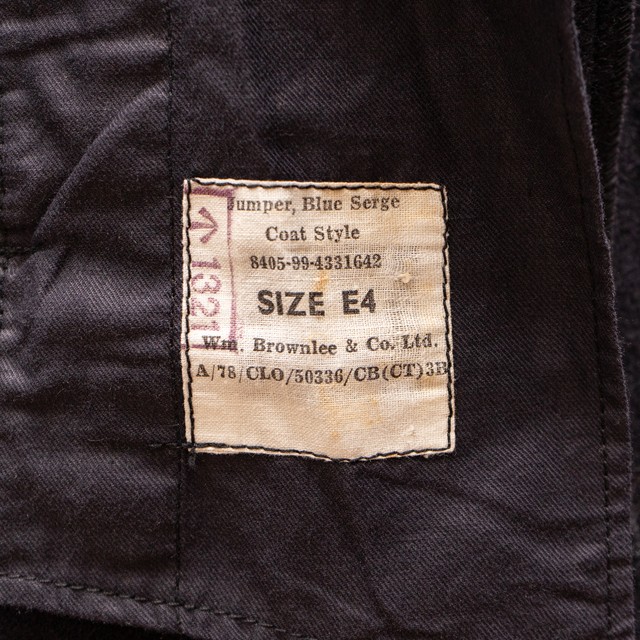 Jumper, Blue Serge
Coat Style
8405-99-4331642
SIZE E4
Wm. Brownlee & Co. Ltd.
A/78/CLO/50336/CB(CT)3B
↑ 1321